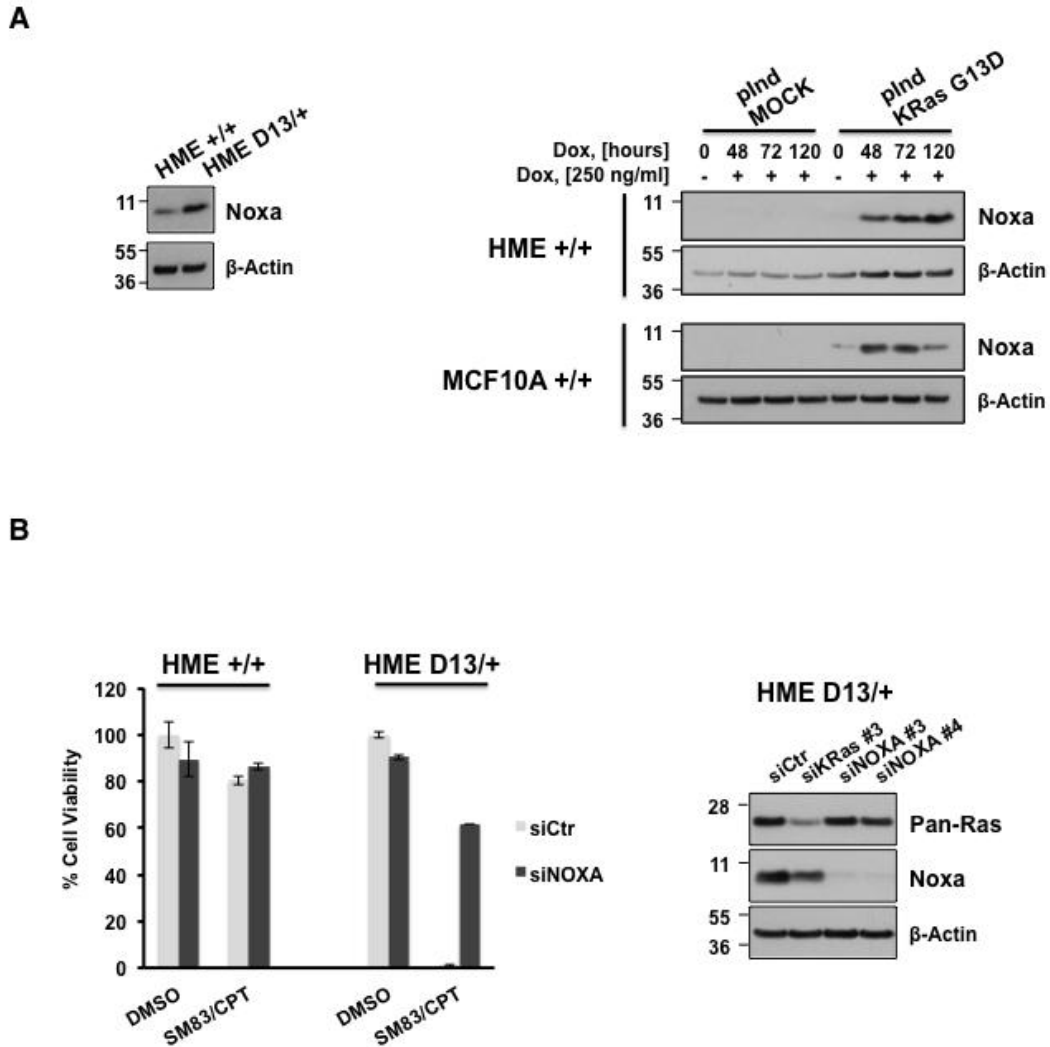 A
HME +/+
HME D13/+
11
Noxa
55
36
β-Actin
pInd
MOCK
pInd
KRas G13D
Dox, [hours] 0 48 72 120 0 48 72 120
Dox, [250 ng/ml] - + + + - + + +
HME +/+
11
Noxa
55
36
β-Actin
MCF10A +/+
11
Noxa
55
36
β-Actin
B
HME +/+
HME D13/+
% Cell Viability
120
100
80
60
40
20
0
DMSO
SM83/CPT
DMSO
SM83/CPT
siCtr
siNOXA
HME D13/+
siCtr
siKRas #3
siNOXA #3
siNOXA #4
28
Pan-Ras
11
Noxa
55
36
β-Actin